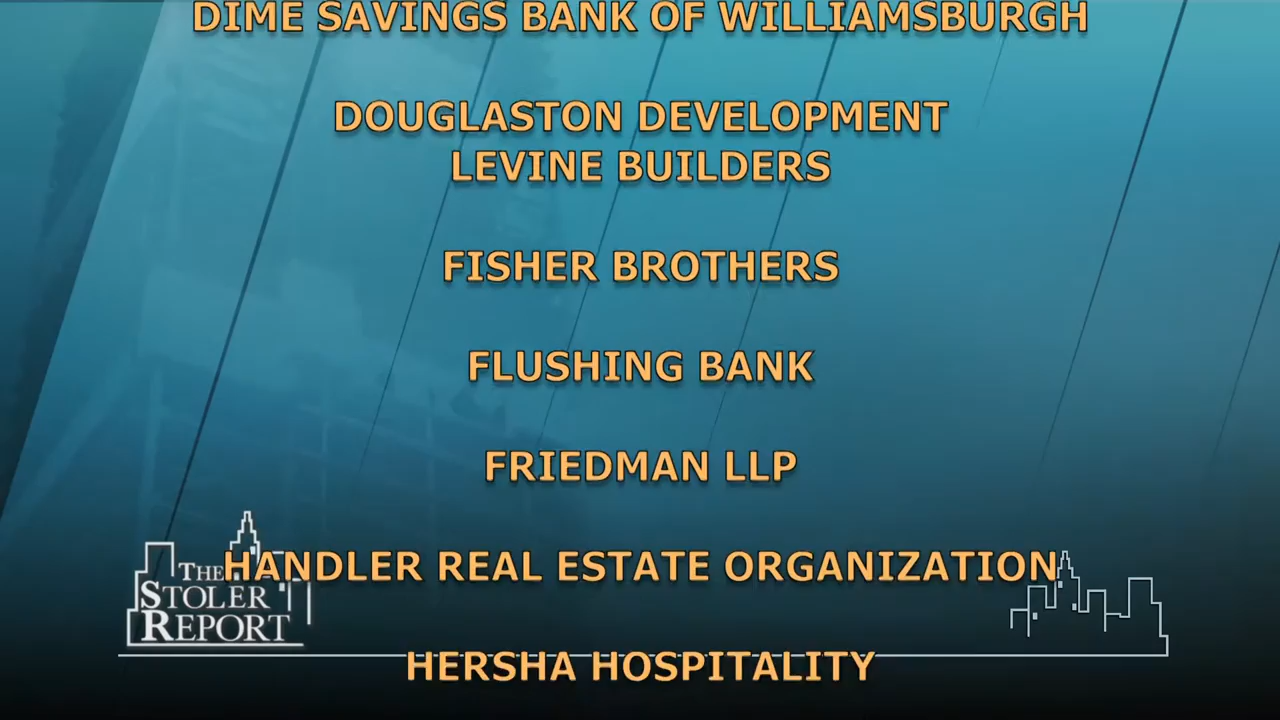 DIME SAVINGS BANK OF WILLIAMSBURGH
DOUGLASTON DEVELOPMENT
LEVINE BUILDERS
FISHER BROTHERS
FLUSHING BANK
FRIEDMAN LLP
HANDLER REAL ESTATE ORGANIZATION
THE
STOLER
REPORT
HERSHA HOSPITALITY